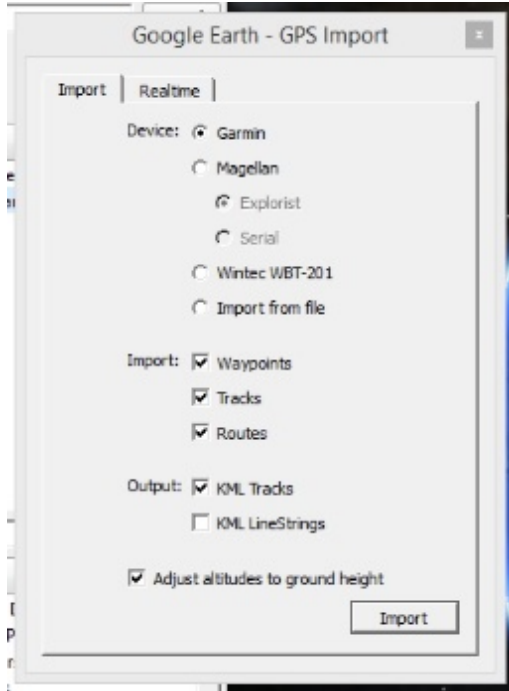 Google Earth - GPS Import
Import Realtime
Device: Garmin
Magellan
Explorist
Serial
Wintec WBT-201
Import from file
Import: Waypoints
Tracks
Routes
Output: KML Tracks
KML LineStrings
Adjust altitudes to ground height
Import